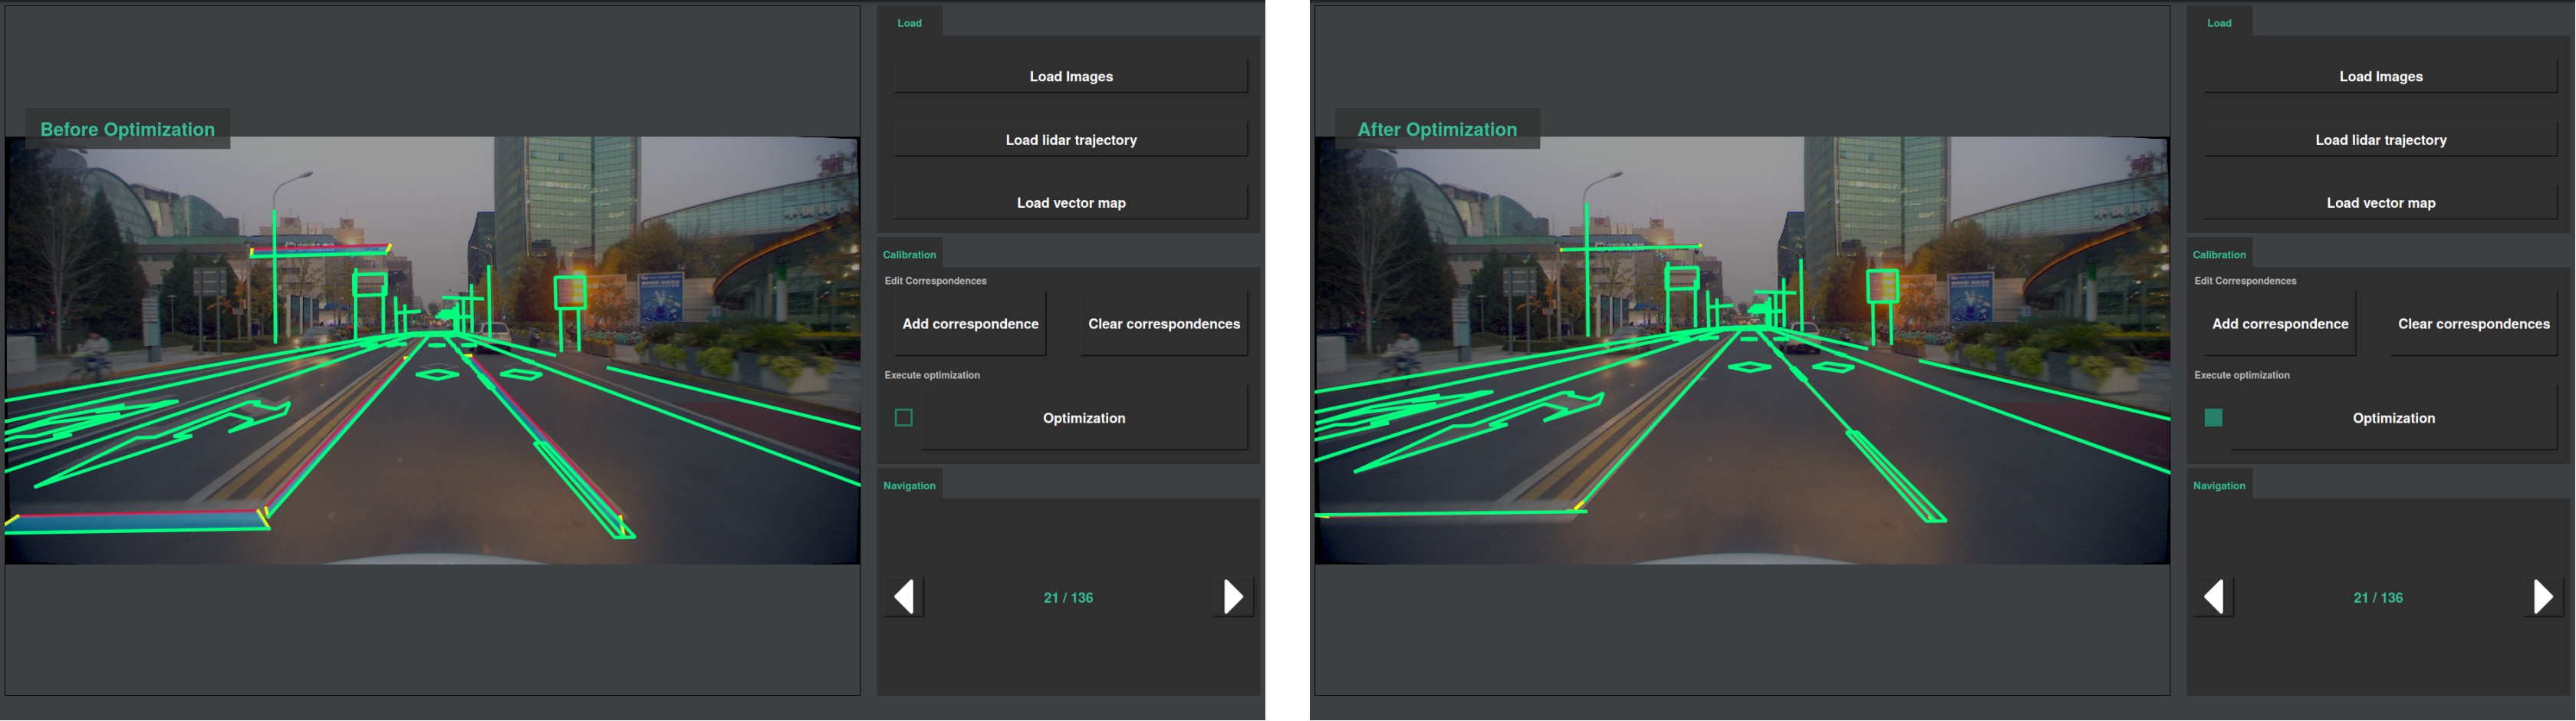 Before Optimization
Load
Load Images
Load lidar trajectory
Load vector map
Calibration
Edit Correspondences
Add correspondence
Clear correspondences
Execute optimization
Optimization
Navigation
21 / 136
After Optimization
Load
Load Images
Load lidar trajectory
Load vector map
Calibration
Edit Correspondences
Add correspondence
Clear correspondences
Execute optimization
Optimization
Navigation
21 / 136